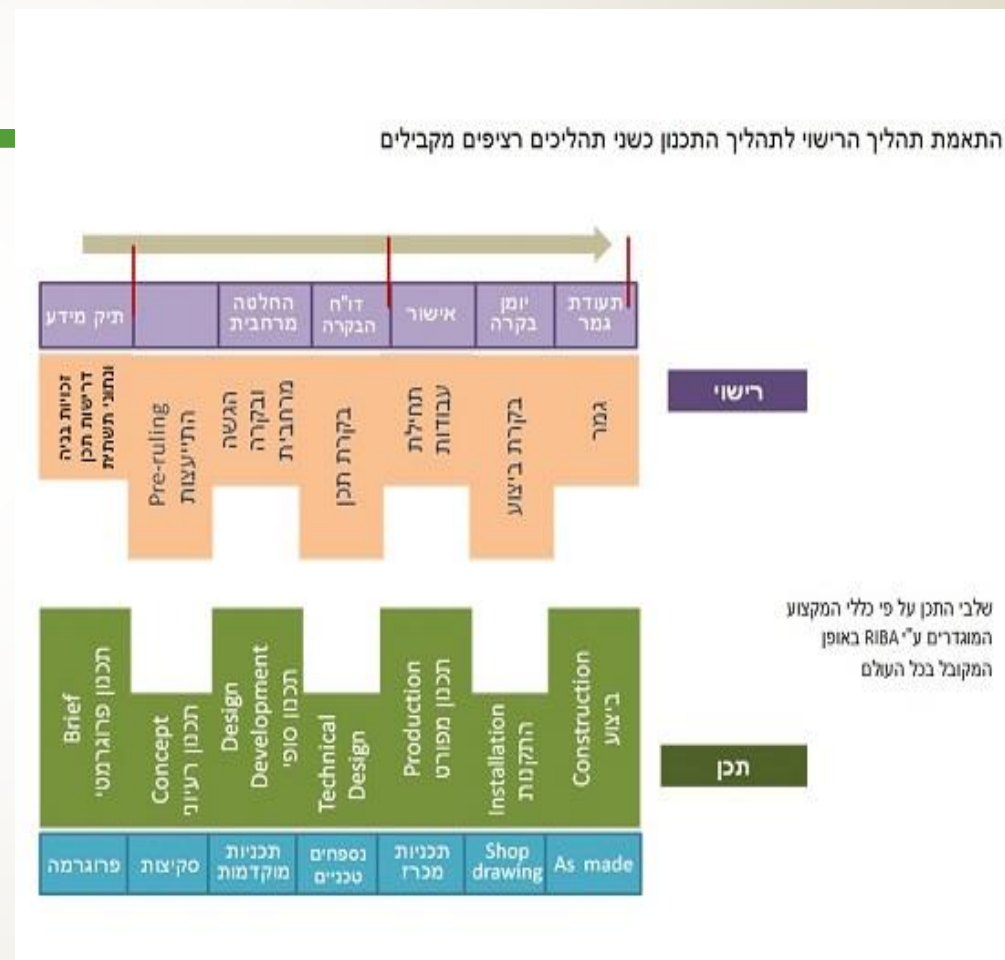 התאמת תהליך הרישוי לתהליך התכנון כשני תהליכים רציפים מקבילים
תיק מידע
החלטה
מרחבית
דו"ח
הבקרה
אישור
יומן
בקרה
תעודת
גמר
רישוי
זכויות בניה
דרישות תכן
ונתוני תשתית
Pre-ruling
התייעצות
הגשה
ובקרה
מרחבית
בקרת תכן
תחילת
עבודות
בקרת ביצוע
גמר
שלבי התכן על פי כללי המקצוע
המוגדרים ע"י RIBA באופן
המקובל בכל העולם
Brief
תכנון פרוגרמטי
Concept
תכנון רעיוני
Design
Development
תכנון סופי
Technical
Design
Production
תכנון מפורט
Installation
התקנות
Construction
ביצוע
תכן
פרוגרמה
סקיצות
תכניות
מוקדמות
נספחים
טכניים
תכניות
מכרז
Shop
drawing
As made